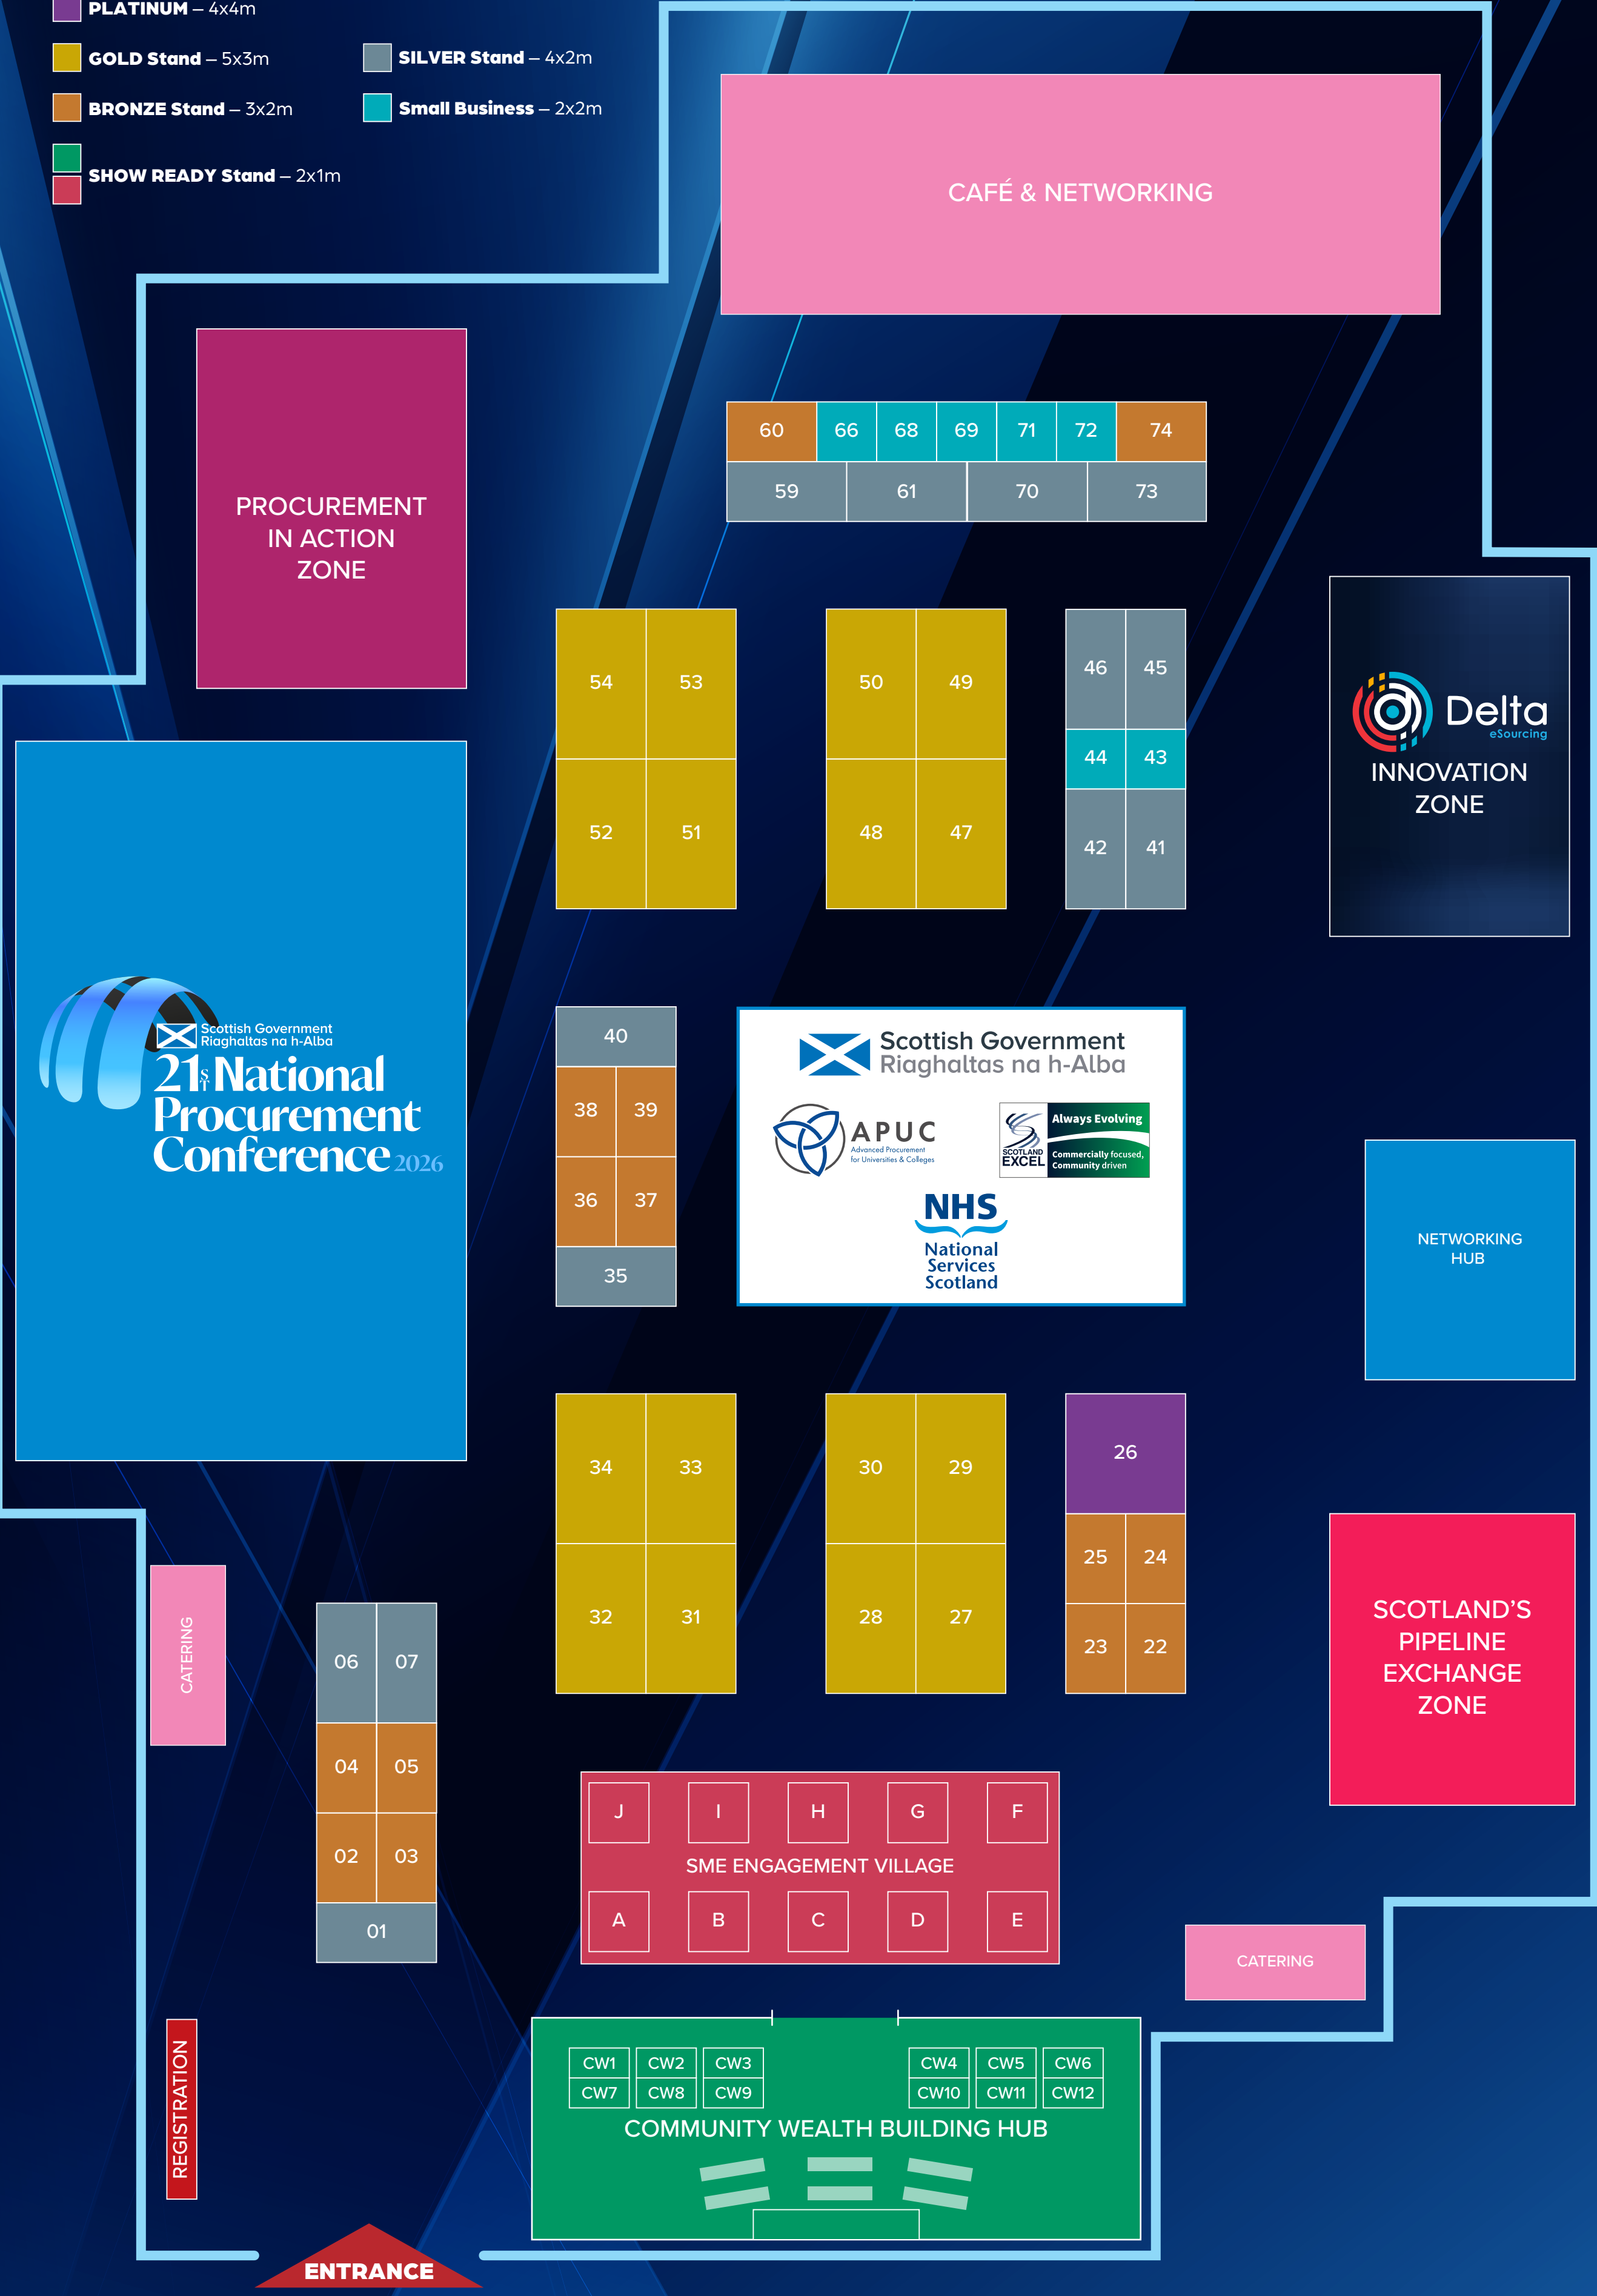 PLATINUM – 4x4m
GOLD Stand – 5x3m
SILVER Stand – 4x2m
BRONZE Stand – 3x2m
Small Business – 2x2m
SHOW READY Stand – 2x1m
CAFÉ & NETWORKING
PROCUREMENT
IN ACTION
ZONE
60 66 68 69 71 72 74
59 61 70 73
54 53
52 51
50 49
48 47
46 45
44 43
42 41
Delta
eSourcing
INNOVATION
ZONE
Scottish Government
Riaghaltas na h-Alba
21ST National
Procurement
Conference 2026
40
38 39
36 37
35
Scottish Government
Riaghaltas na h-Alba
APUC
Advanced Procurement
for Universities & Colleges
SCOTLAND
EXCEL
Always Evolving
Commercially focused,
Community driven
NHS
National
Services
Scotland
NETWORKING
HUB
34 33
32 31
30 29
28 27
26
25 24
23 22
SCOTLAND'S
PIPELINE
EXCHANGE
ZONE
CATERING
06 07
04 05
02 03
01
J I H G F
SME ENGAGEMENT VILLAGE
A B C D E
CATERING
REGISTRATION
CW1 CW2 CW3 CW4 CW5 CW6
CW7 CW8 CW9 CW10 CW11 CW12
COMMUNITY WEALTH BUILDING HUB
ENTRANCE